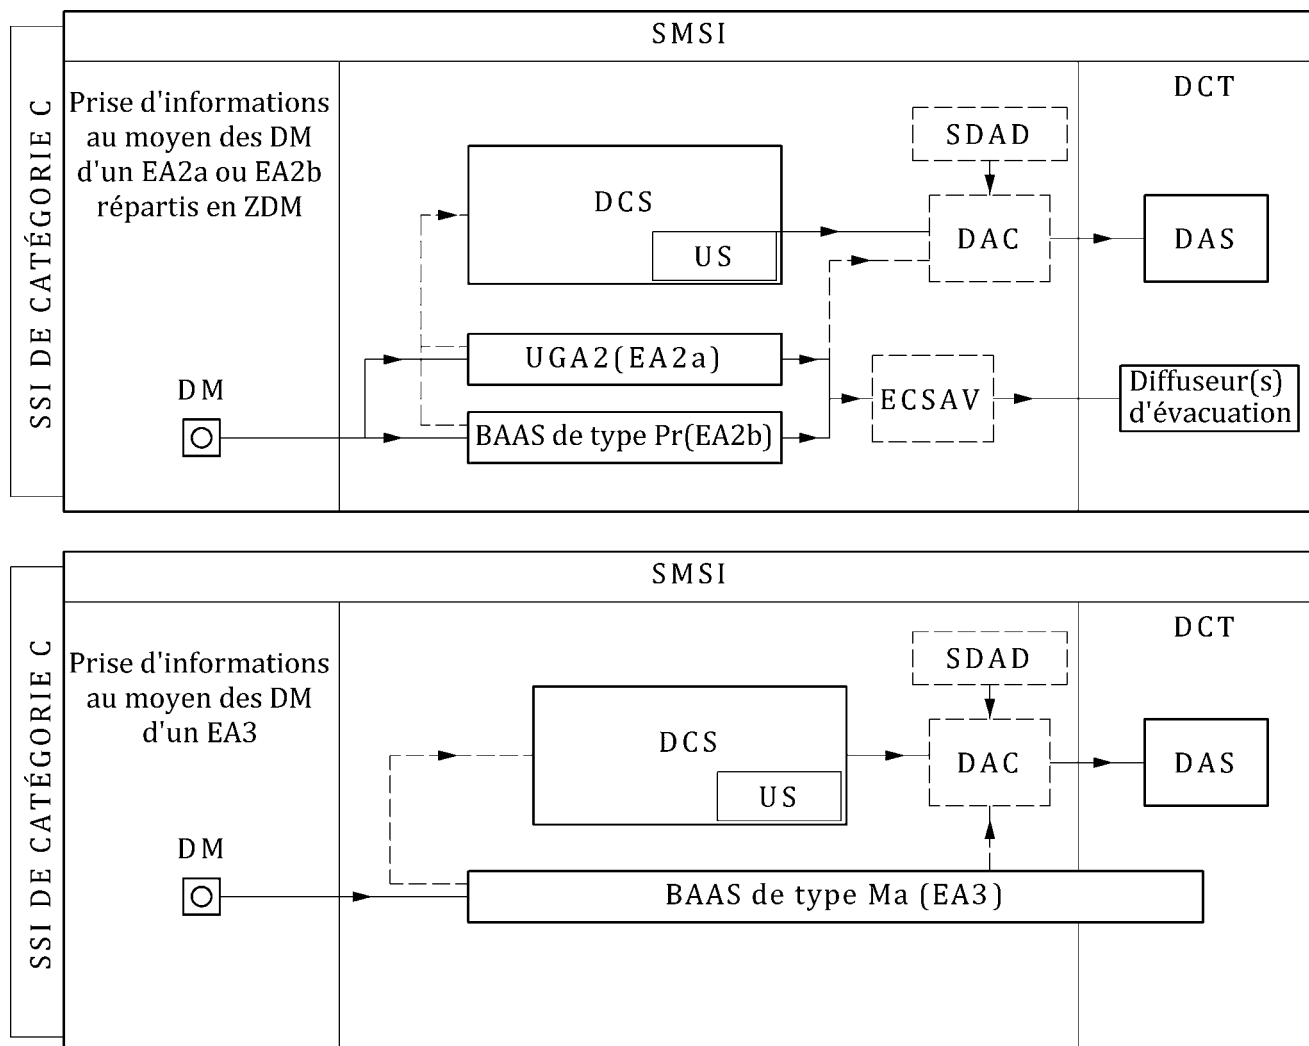 SMSI
SSI DE CATÉGORIE C
Prise d'informations
au moyen des DM
d'un EA2a ou EA2b
répartis en ZDM
DCT
SDAD
DCS
US
DAC
DAS
UGA2(EA2a)
DM
ECSAV
Diffuseur(s)
d'évacuation
BAAS de type Pr(EA2b)
SMSI
SSI DE CATÉGORIE C
Prise d'informations
au moyen des DM
d'un EA3
DCT
SDAD
DCS
US
DAC
DAS
DM
BAAS de type Ma (EA3)